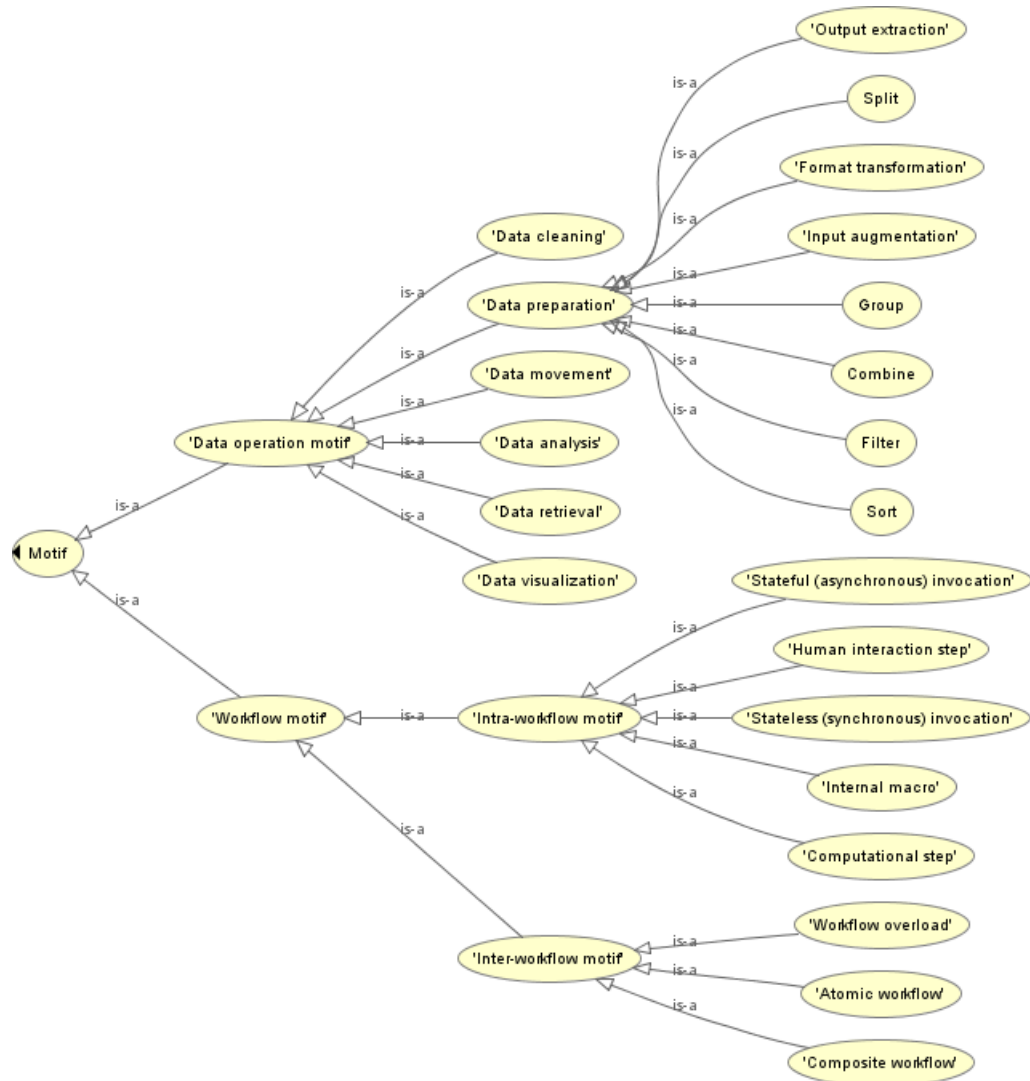 'Output extraction'
is-a
Split
is-a
'Format transformation'
is-a
'Data cleaning'
'Input augmentation'
is-a
is-a
'Data preparation'
is-a
Group
is-a
is-a
'Data movement'
Combine
is-a
is-a
'Data operation motif'
is-a
'Data analysis'
Filter
is-a
'Data retrieval'
Sort
is-a
is-a
Motif
'Data visualization'
'Stateful (asynchronous) invocation'
is-a
is-a
'Human interaction step'
is-a
'Workflow motif'
is-a
'Intra-workflow motif'
is-a
'Stateless (synchronous) invocation'
is-a
'Internal macro'
is-a
is-a
'Computational step'
'Workflow overload'
is-a
'Inter-workflow motif'
is-a
'Atomic workflow'
is-a
'Composite workflow'